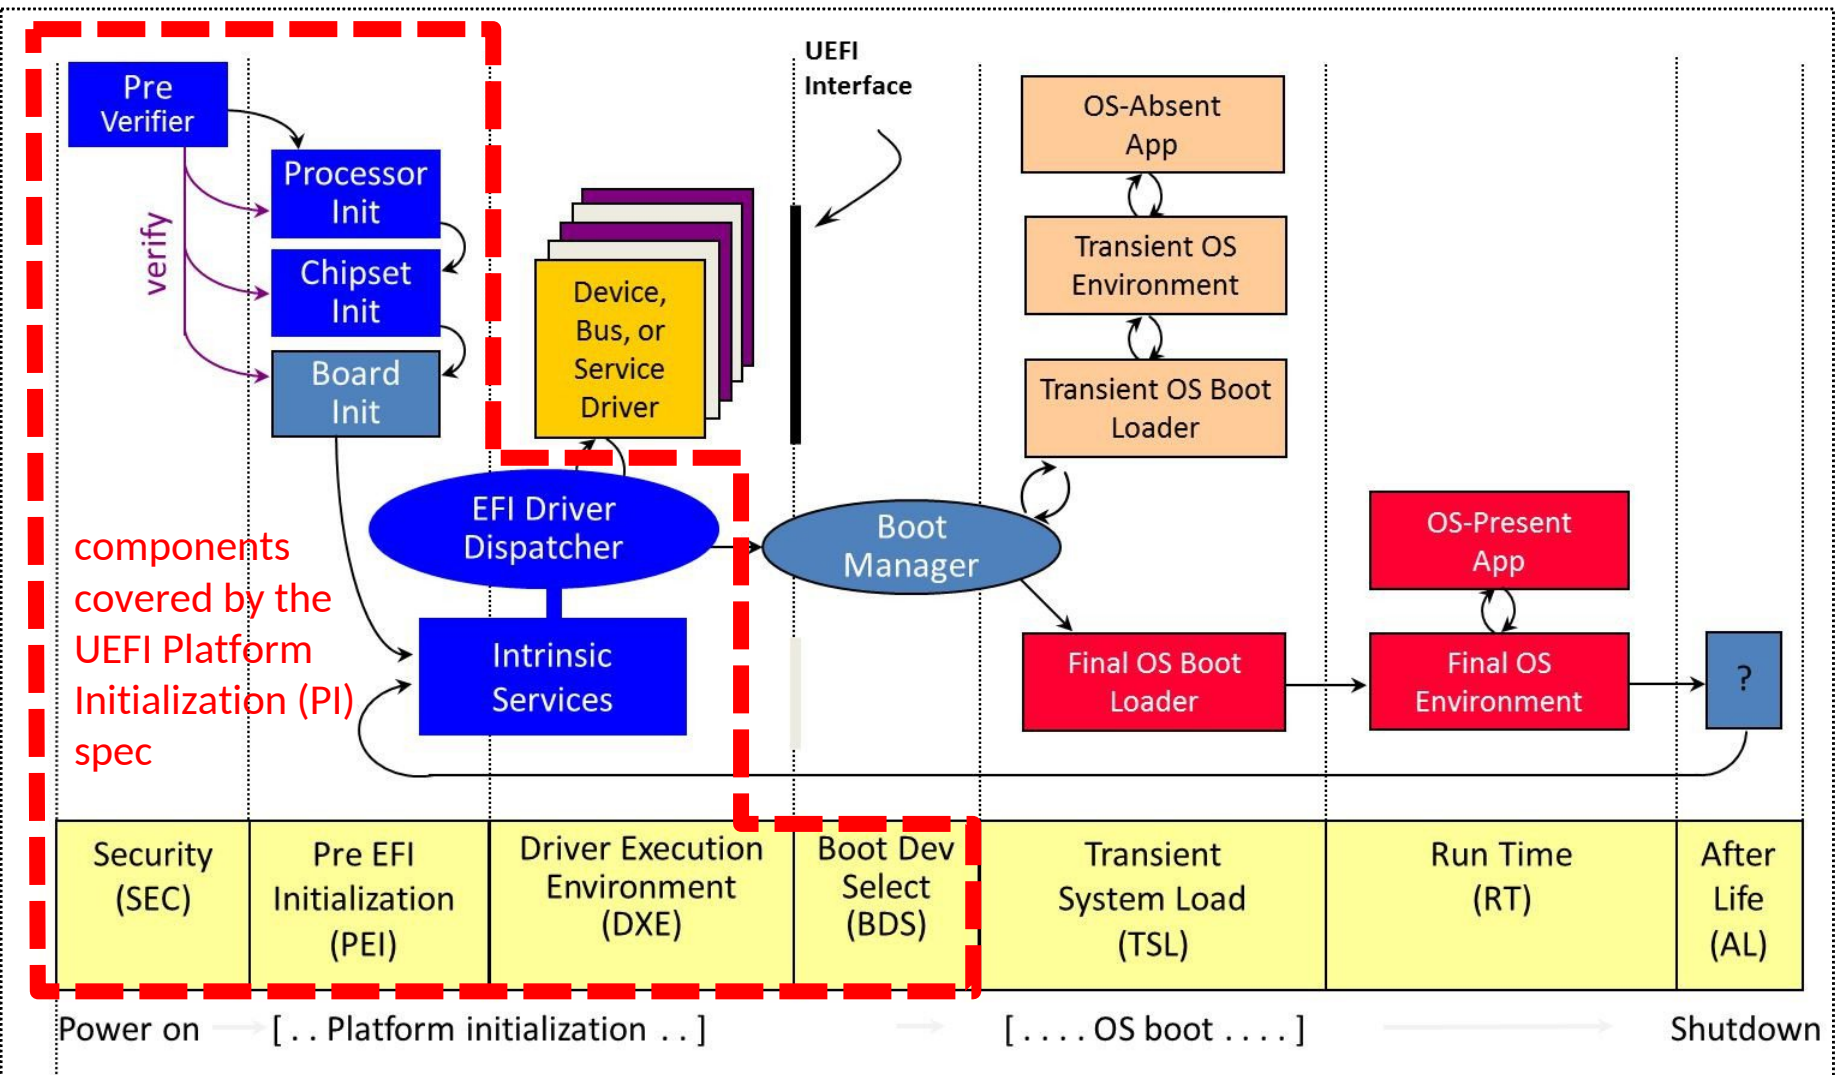 UEFI
Interface
Pre
Verifier
Processor
Init
verify
Chipset
Init
Board
Init
Device,
Bus, or
Service
Driver
OS-Absent
App
Transient OS
Environment
Transient OS Boot
Loader
EFI Driver
Dispatcher
Boot
Manager
OS-Present
App
components
covered by the
UEFI Platform
Initialization (PI)
spec
Intrinsic
Services
Final OS Boot
Loader
Final OS
Environment
?
Security
(SEC)
Pre EFI
Initialization
(PEI)
Driver Execution
Environment
(DXE)
Boot Dev
Select
(BDS)
Transient
System Load
(TSL)
Run Time
(RT)
After
Life
(AL)
Power on
[ . . Platform initialization . . ]
[ . . . . OS boot . . . . ]
Shutdown